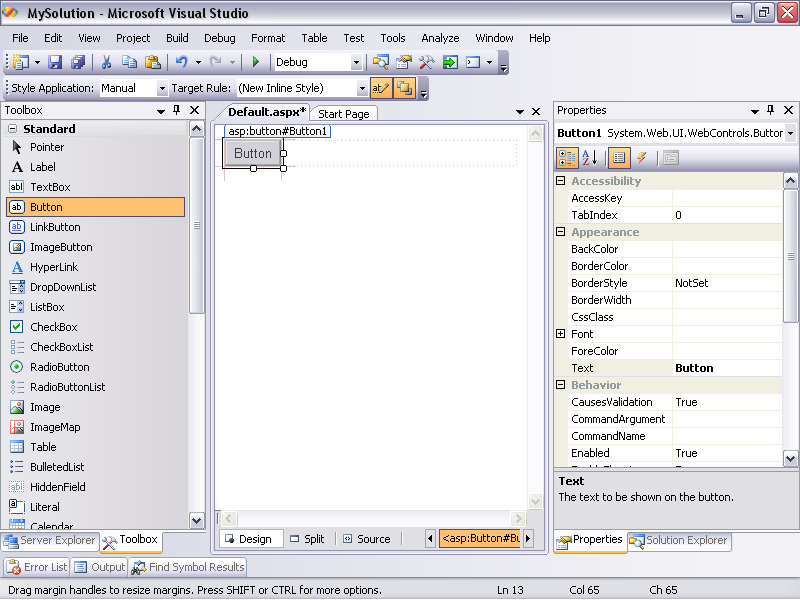 MySolution - Microsoft Visual Studio
File Edit View Project Build Debug Format Table Test Tools Analyze Window Help
Debug
Style Application: Manual Target Rule: (New Inline Style)
Toolbox
Standard
Pointer
Label
TextBox
Button
LinkButton
ImageButton
HyperLink
DropDownList
ListBox
CheckBox
CheckBoxList
RadioButton
RadioButtonList
Image
ImageMap
Table
BulletedList
HiddenField
Literal
Calendar
Server Explorer Toolbox
Default.aspx* Start Page
asp:button#Button1
Button
Design Split Source <asp:Button#Bu
Properties
Button1 System.Web.UI.WebControls.Button
Accessibility
AccessKey
TabIndex 0
Appearance
BackColor
BorderColor
BorderStyle NotSet
BorderWidth
CssClass
Font
ForeColor
Text Button
Behavior
CausesValidation True
CommandArgument
CommandName
Enabled True
Text
The text to be shown on the button.
Properties Solution Explorer
Error List Output Find Symbol Results
Drag margin handles to resize margins. Press SHIFT or CTRL for more options. Ln 13 Col 65 Ch 65